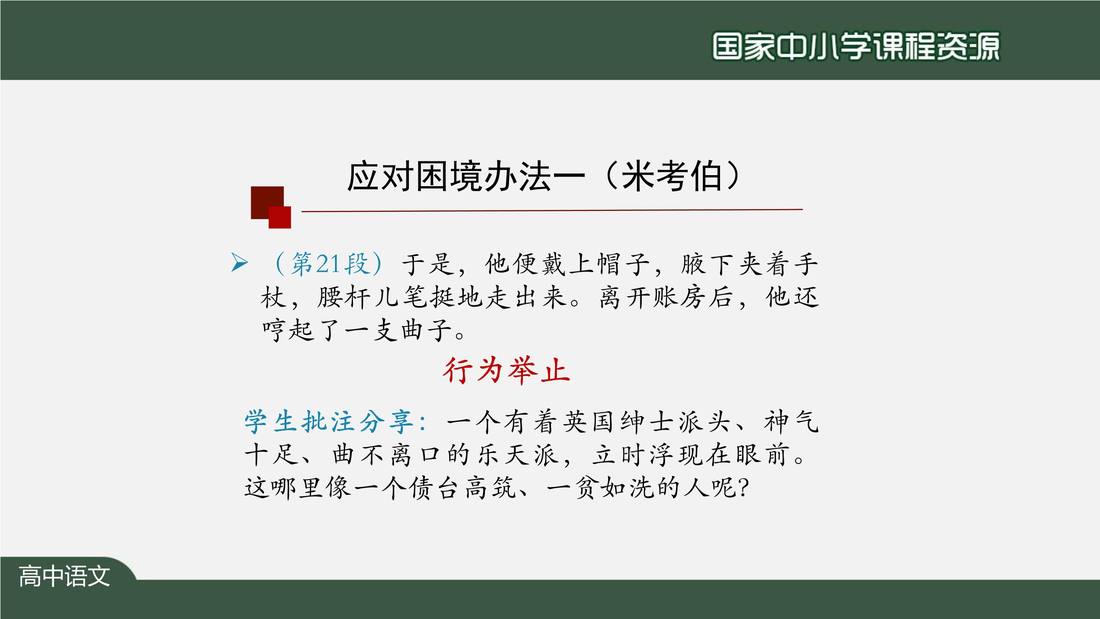 国家中小学课程资源
应对困境办法一（米考伯）
（第21段）于是，他便戴上帽子，腋下夹着手
杖，腰杆儿笔挺地走出来。离开账房后，他还
哼起了一支曲子。
行为举止
学生批注分享：一个有着英国绅士派头、神气
十足、曲不离口的乐天派，立时浮现在眼前。
这哪里像一个债台高筑、一贫如洗的人呢？
高中语文